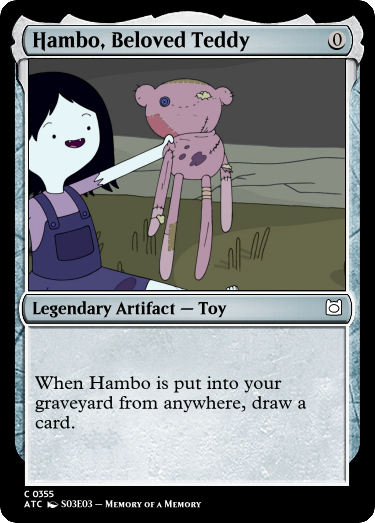 Hambo, Beloved Teddy 0
Legendary Artifact — Toy
When Hambo is put into your
graveyard from anywhere, draw a
card.
C 0355
ATC S03E03 – Memory of a Memory